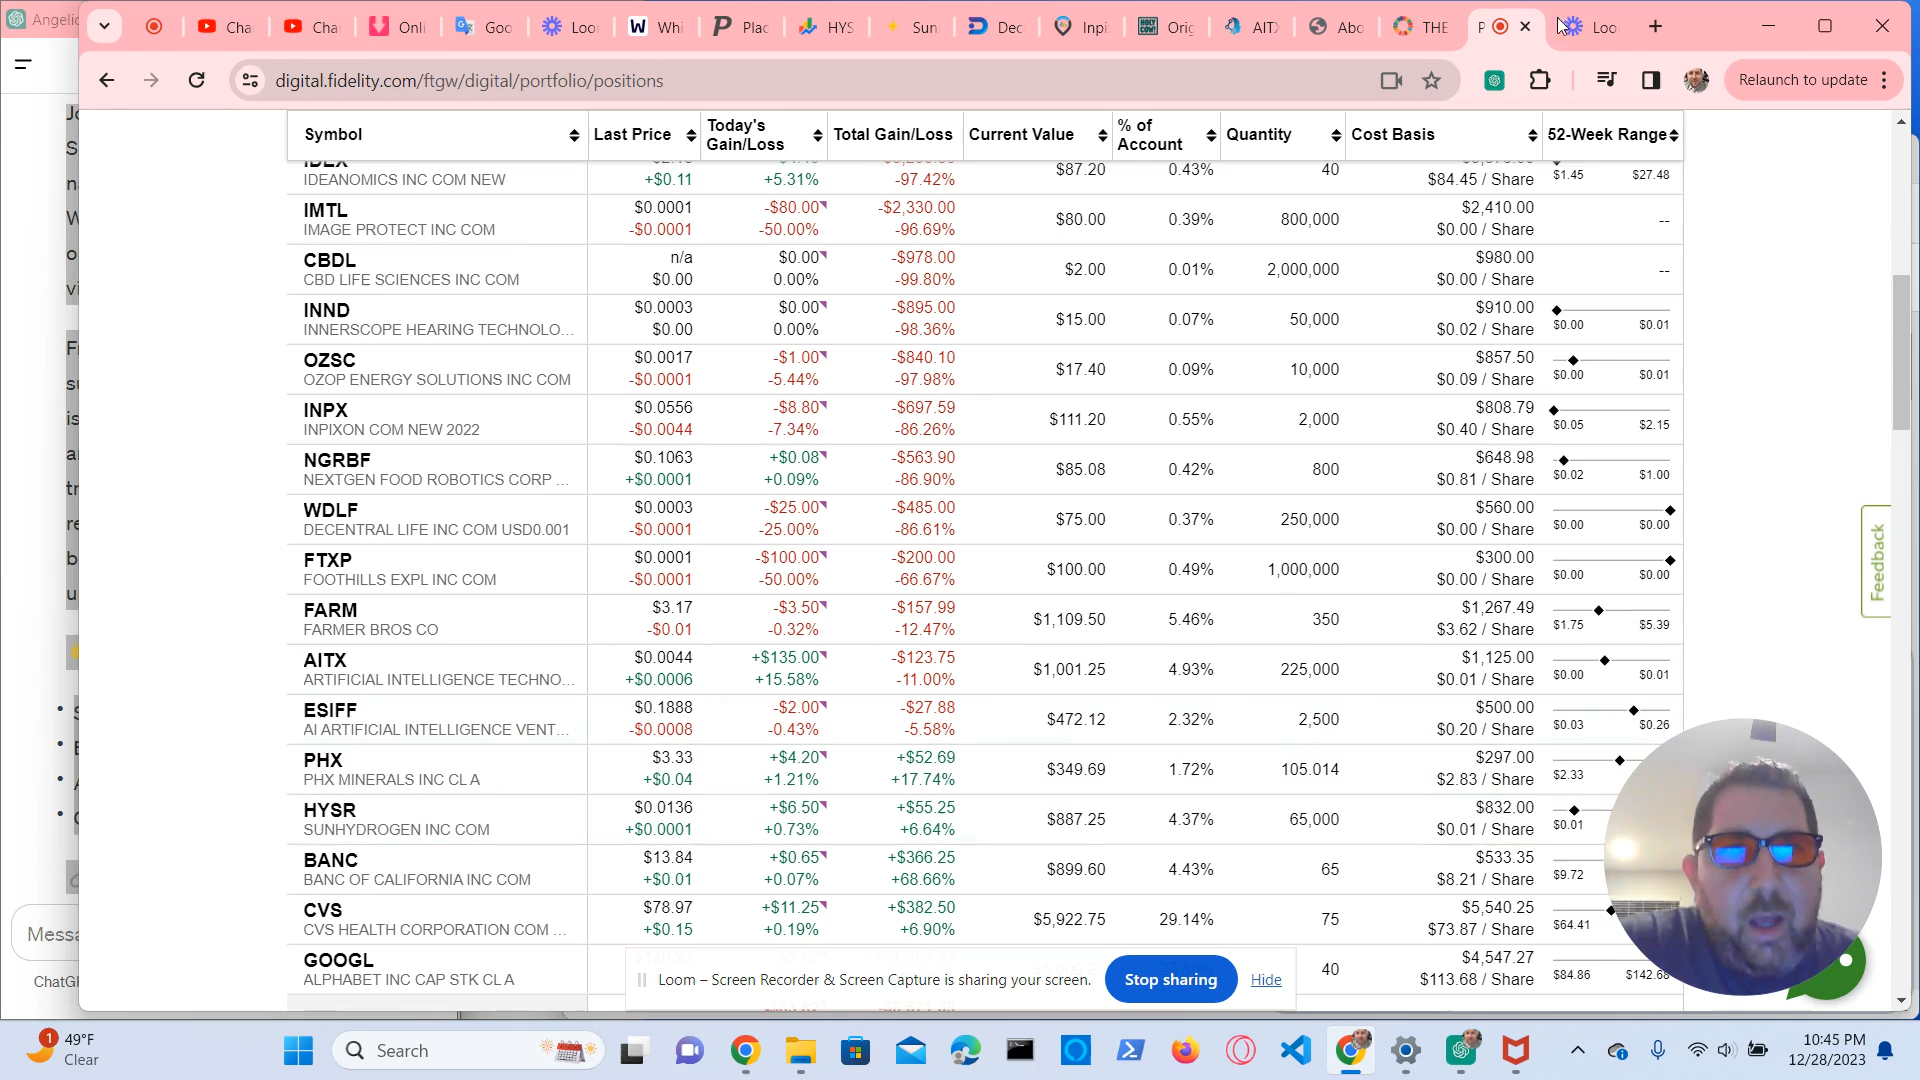 Angelic
Cha
Cha
Onli
Goo
Loo
Whi
Plac
HYS
Sun
Dec
Inpi
Orig
AITX
Abo
THE
P
Loo
digital.fidelity.com/ftgw/digital/portfolio/positions
Relaunch to update
Symbol Last Price Today's Gain/Loss Total Gain/Loss Current Value % of Account Quantity Cost Basis 52-Week Range
$87.20 0.43% 40
IDEANOMICS INC COM NEW +$0.11 +5.31% -97.42% $84.45 / Share $1.45 $27.48
IMTL $0.0001 -$80.00 -$2,330.00 $80.00 0.39% 800,000 $2,410.00 --
IMAGE PROTECT INC COM -$0.0001 -50.00% -96.69% $0.00 / Share
CBDL n/a $0.00 -$978.00 $2.00 0.01% 2,000,000 $980.00 --
CBD LIFE SCIENCES INC COM $0.00 0.00% -99.80% $0.00 / Share
INND $0.0003 $0.00 -$895.00 $15.00 0.07% 50,000 $910.00
INNERSCOPE HEARING TECHNOLO... $0.00 0.00% -98.36% $0.02 / Share $0.00 $0.01
OZSC $0.0017 -$1.00 -$840.10 $17.40 0.09% 10,000 $857.50
OZOP ENERGY SOLUTIONS INC COM -$0.0001 -5.44% -97.98% $0.09 / Share $0.00 $0.01
INPX $0.0556 -$8.80 -$697.59 $111.20 0.55% 2,000 $808.79
INPIXON COM NEW 2022 -$0.0044 -7.34% -86.26% $0.40 / Share $0.05 $2.15
NGRBF $0.1063 +$0.08 -$563.90 $85.08 0.42% 800 $648.98
NEXTGEN FOOD ROBOTICS CORP ... +$0.0001 +0.09% -86.90% $0.81 / Share $0.02 $1.00
WDLF $0.0003 -$25.00 -$485.00 $75.00 0.37% 250,000 $560.00
DECENTRAL LIFE INC COM USD0.001 -$0.0001 -25.00% -86.61% $0.00 / Share $0.00 $0.00
FTXP $0.0001 -$100.00 -$200.00 $100.00 0.49% 1,000,000 $300.00
FOOTHILLS EXPL INC COM -$0.0001 -50.00% -66.67% $0.00 / Share $0.00 $0.00
FARM $3.17 -$3.50 -$157.99 $1,109.50 5.46% 350 $1,267.49
FARMER BROS CO -$0.01 -0.32% -12.47% $3.62 / Share $1.75 $5.39
AITX $0.0044 +$135.00 -$123.75 $1,001.25 4.93% 225,000 $1,125.00
ARTIFICIAL INTELLIGENCE TECHNO... +$0.0006 +15.58% -11.00% $0.01 / Share $0.00 $0.01
ESIFF $0.1888 -$2.00 -$27.88 $472.12 2.32% 2,500 $500.00
AI ARTIFICIAL INTELLIGENCE VENT... -$0.0008 -0.43% -5.58% $0.20 / Share $0.03 $0.26
PHX $3.33 +$4.20 +$52.69 $349.69 1.72% 105.014 $297.00
PHX MINERALS INC CL A +$0.04 +1.21% +17.74% $2.83 / Share $2.33
HYSR $0.0136 +$6.50 +$55.25 $887.25 4.37% 65,000 $832.00
SUNHYDROGEN INC COM +$0.0001 +0.73% +6.64% $0.01 / Share $0.01
BANC $13.84 +$0.65 +$366.25 $899.60 4.43% 65 $533.35
BANC OF CALIFORNIA INC COM +$0.01 +0.07% +68.66% $8.21 / Share $9.72
CVS $78.97 +$11.25 +$382.50 $5,922.75 29.14% 75 $5,540.25
CVS HEALTH CORPORATION COM ... +$0.15 +0.19% +6.90% $73.87 / Share $64.41
GOOGL 40 $4,547.27
ALPHABET INC CAP STK CL A $113.68 / Share $84.86 $142.68
Feedback
Loom – Screen Recorder & Screen Capture is sharing your screen. Stop sharing Hide
Messa
ChatGP
1 49°F
Clear
Search
10:45 PM
12/28/2023